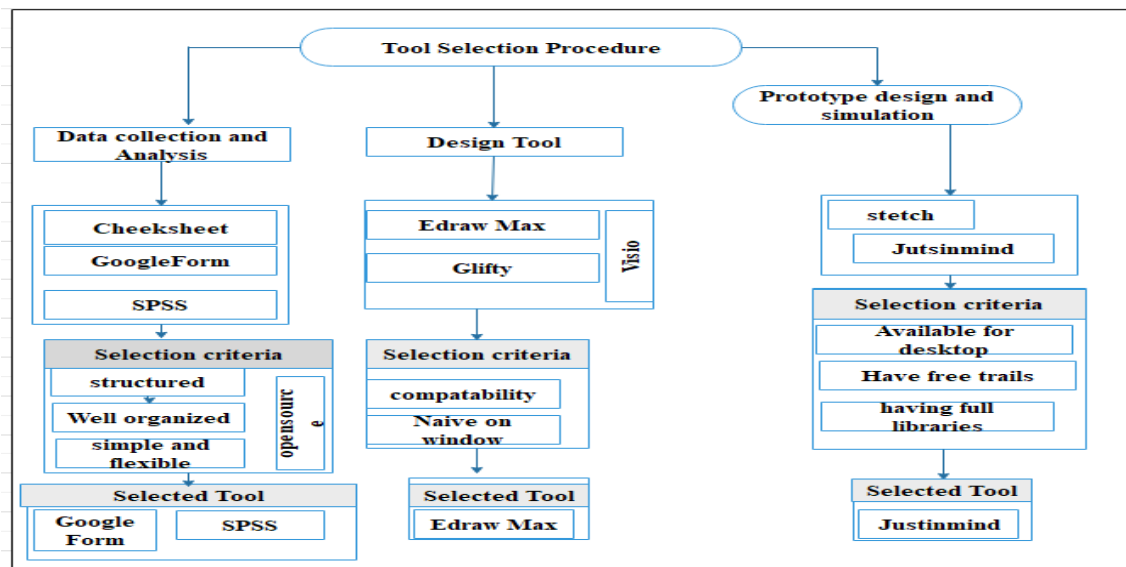 Tool Selection Procedure
Data collection and
Analysis
Cheeksheet
GoogleForm
SPSS
Selection criteria
structured
Well organized
simple and
flexible
opensourc
e
Selected Tool
Google
Form
SPSS
Design Tool
Edraw Max
Glifty
Visio
Selection criteria
compatability
Naive on
window
Selected Tool
Edraw Max
Prototype design and
simulation
stetch
Jutsinmind
Selection criteria
Available for
desktop
Have free trails
having full
libraries
Selected Tool
Justinmind